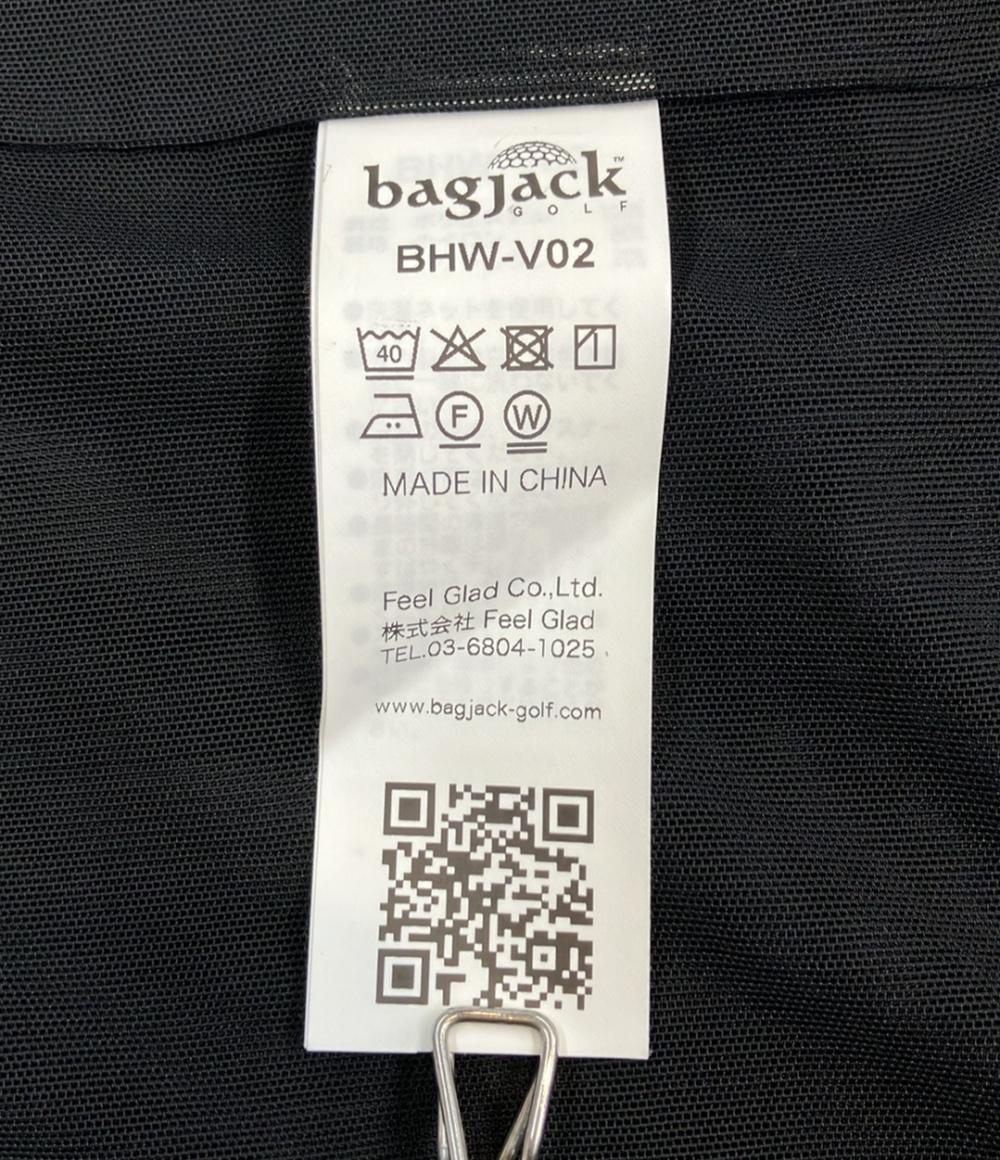 bagjack™
GOLF
BHW-V02
40
F W
MADE IN CHINA
Feel Glad Co.,Ltd.
株式会社 Feel Glad
TEL.03-6804-1025
www.bagjack-golf.com